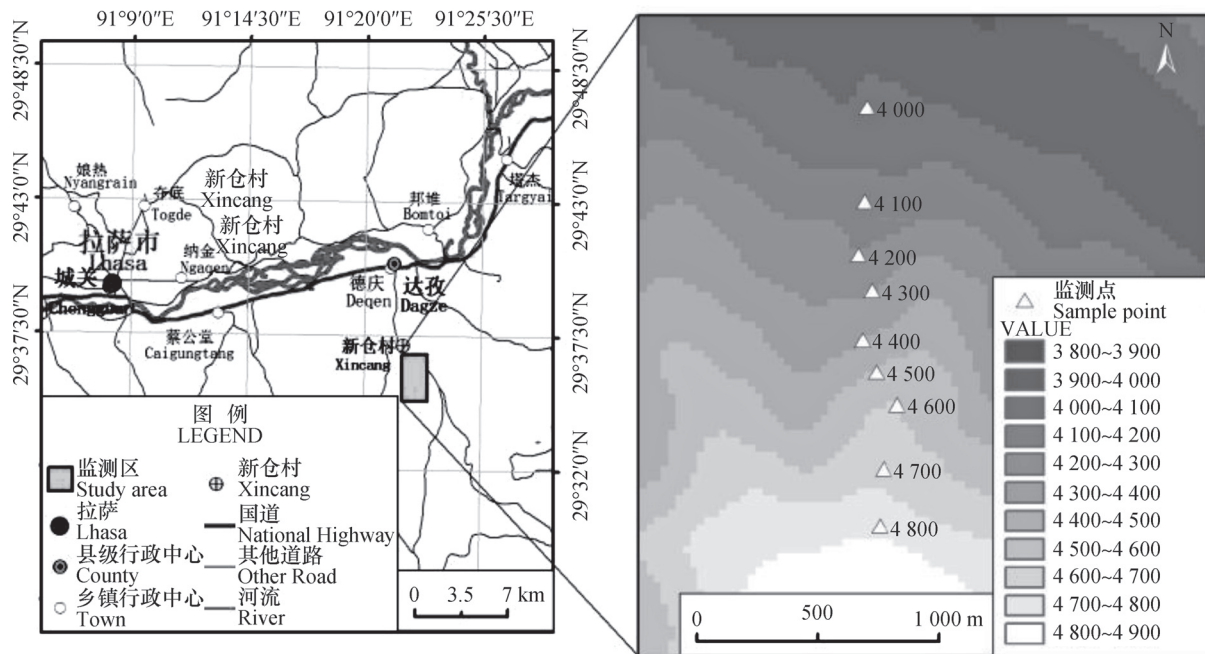 91°9′0″E
91°14′30″E
91°20′0″E
91°25′30″E
29°48′30″N
29°43′0″N
29°37′30″N
29°48′30″N
29°43′0″N
29°37′30″N
29°32′0″N
娘热
Nyangrain
夺底
Togde
新仓村
Xincang
新仓村
Xincang
邦堆
Bomtoi
塔杰
Targyai
拉萨市
Lhasa
纳金
Ngaqen
城关
德庆
Deqen
达孜
Dagze
蔡公堂
Caigungtang
新仓村
Xincang
图 例
LEGEND
监测区
Study area
新仓村
Xincang
拉萨
Lhasa
国道
National Highway
县级行政中心
County
其他道路
Other Road
乡镇行政中心
Town
河流
River
0 3.5 7 km
N
4 000
4 100
4 200
4 300
4 400
4 500
4 600
4 700
4 800
监测点
Sample point
VALUE
3 800~3 900
3 900~4 000
4 000~4 100
4 100~4 200
4 200~4 300
4 300~4 400
4 400~4 500
4 500~4 600
4 600~4 700
4 700~4 800
4 800~4 900
0 500 1 000 m